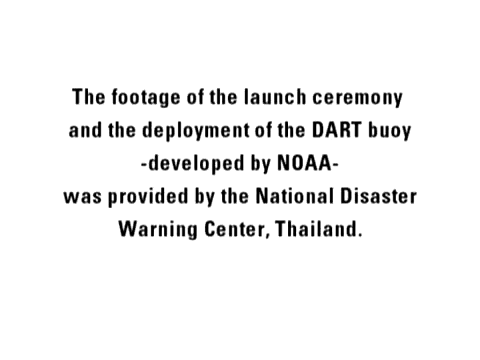 The footage of the launch ceremony
and the deployment of the DART buoy
-developed by NOAA-
was provided by the National Disaster
Warning Center, Thailand.